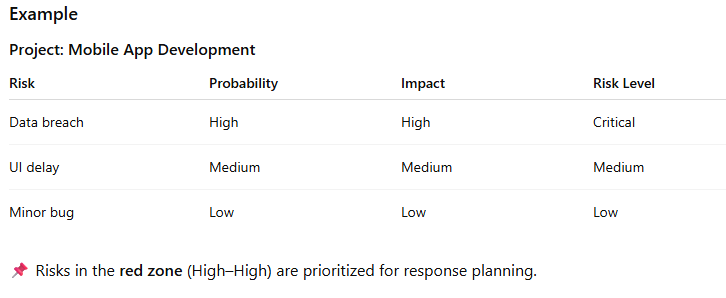 Example
Project: Mobile App Development
Risk Probability Impact Risk Level
Data breach High High Critical
UI delay Medium Medium Medium
Minor bug Low Low Low
📌 Risks in the red zone (High–High) are prioritized for response planning.